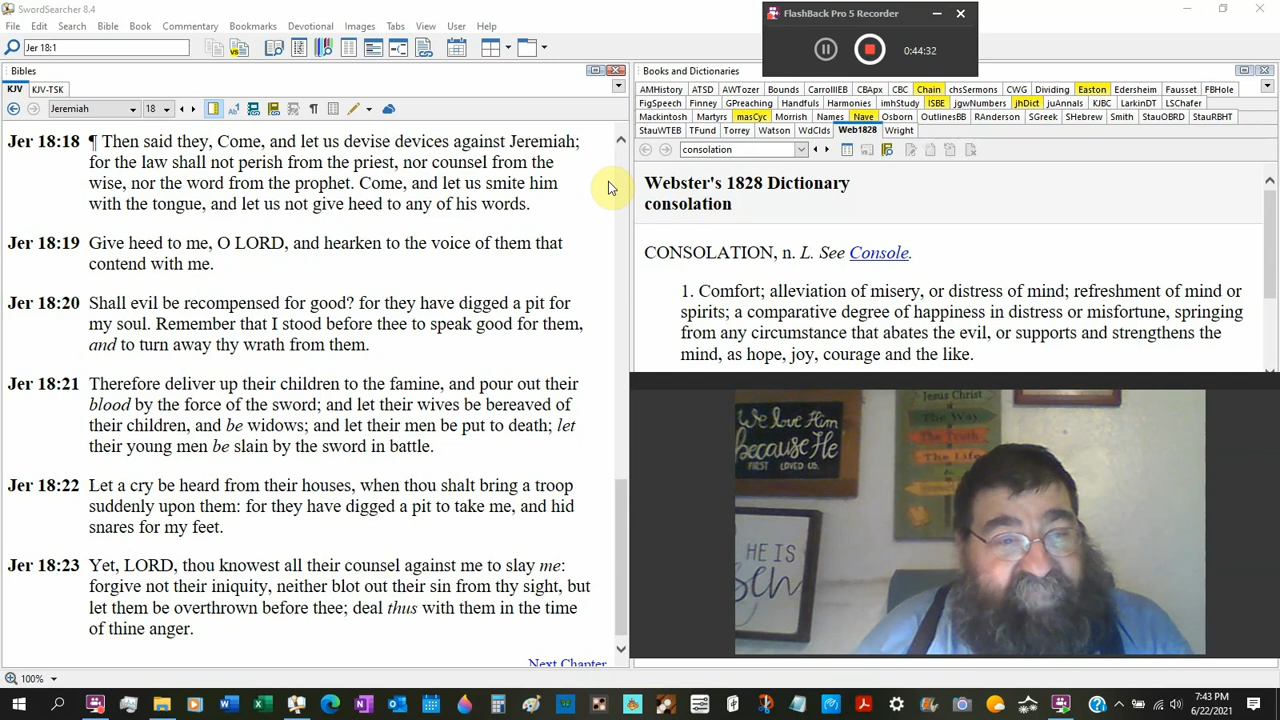 SwordSearcher 8.4
File Edit Search Bible Book Commentary Bookmarks Devotional Images Tabs View User Help
Jer 18:1
FlashBack Pro 5 Recorder
0:44:32
Bibles
KJV KJV-TSK
Jeremiah 18
Jer 18:18 ¶ Then said they, Come, and let us devise devices against Jeremiah;
for the law shall not perish from the priest, nor counsel from the
wise, nor the word from the prophet. Come, and let us smite him
with the tongue, and let us not give heed to any of his words.
Jer 18:19 Give heed to me, O LORD, and hearken to the voice of them that
contend with me.
Jer 18:20 Shall evil be recompensed for good? for they have digged a pit for
my soul. Remember that I stood before thee to speak good for them,
and to turn away thy wrath from them.
Jer 18:21 Therefore deliver up their children to the famine, and pour out their
blood by the force of the sword; and let their wives be bereaved of
their children, and be widows; and let their men be put to death; let
their young men be slain by the sword in battle.
Jer 18:22 Let a cry be heard from their houses, when thou shalt bring a troop
suddenly upon them: for they have digged a pit to take me, and hid
snares for my feet.
Jer 18:23 Yet, LORD, thou knowest all their counsel against me to slay me:
forgive not their iniquity, neither blot out their sin from thy sight, but
let them be overthrown before thee; deal thus with them in the time
of thine anger.
Next Chapter
100%
Books and Dictionaries
AMHistory ATSD AWTozer Bounds CarrollEIB CBApx CBC Chain chsSermons CWG Dividing Easton Edersheim Fausset FBHole
FigSpeech Finney GPreaching Handfuls Harmonies imhStudy ISBE jgwNumbers jhDict juAnnals KJBC LarkinDT LSChafer
Mackintosh Martyrs masCyc Morrish Names Nave Osborn OutlinesBB RAnderson SGreek SHebrew Smith StauOBRD StauRBHT
StauWTEB TFund Torrey Watson WdClds Web1828 Wright
consolation
Webster's 1828 Dictionary
consolation
CONSOLATION, n. L. See Console.
1. Comfort; alleviation of misery, or distress of mind; refreshment of mind or
spirits; a comparative degree of happiness in distress or misfortune, springing
from any circumstance that abates the evil, or supports and strengthens the
mind, as hope, joy, courage and the like.
We love Him
because He
FIRST LOVED US.
Jesus Christ
The Way
The Truth
The Life
HE IS
7:43 PM
6/22/2021